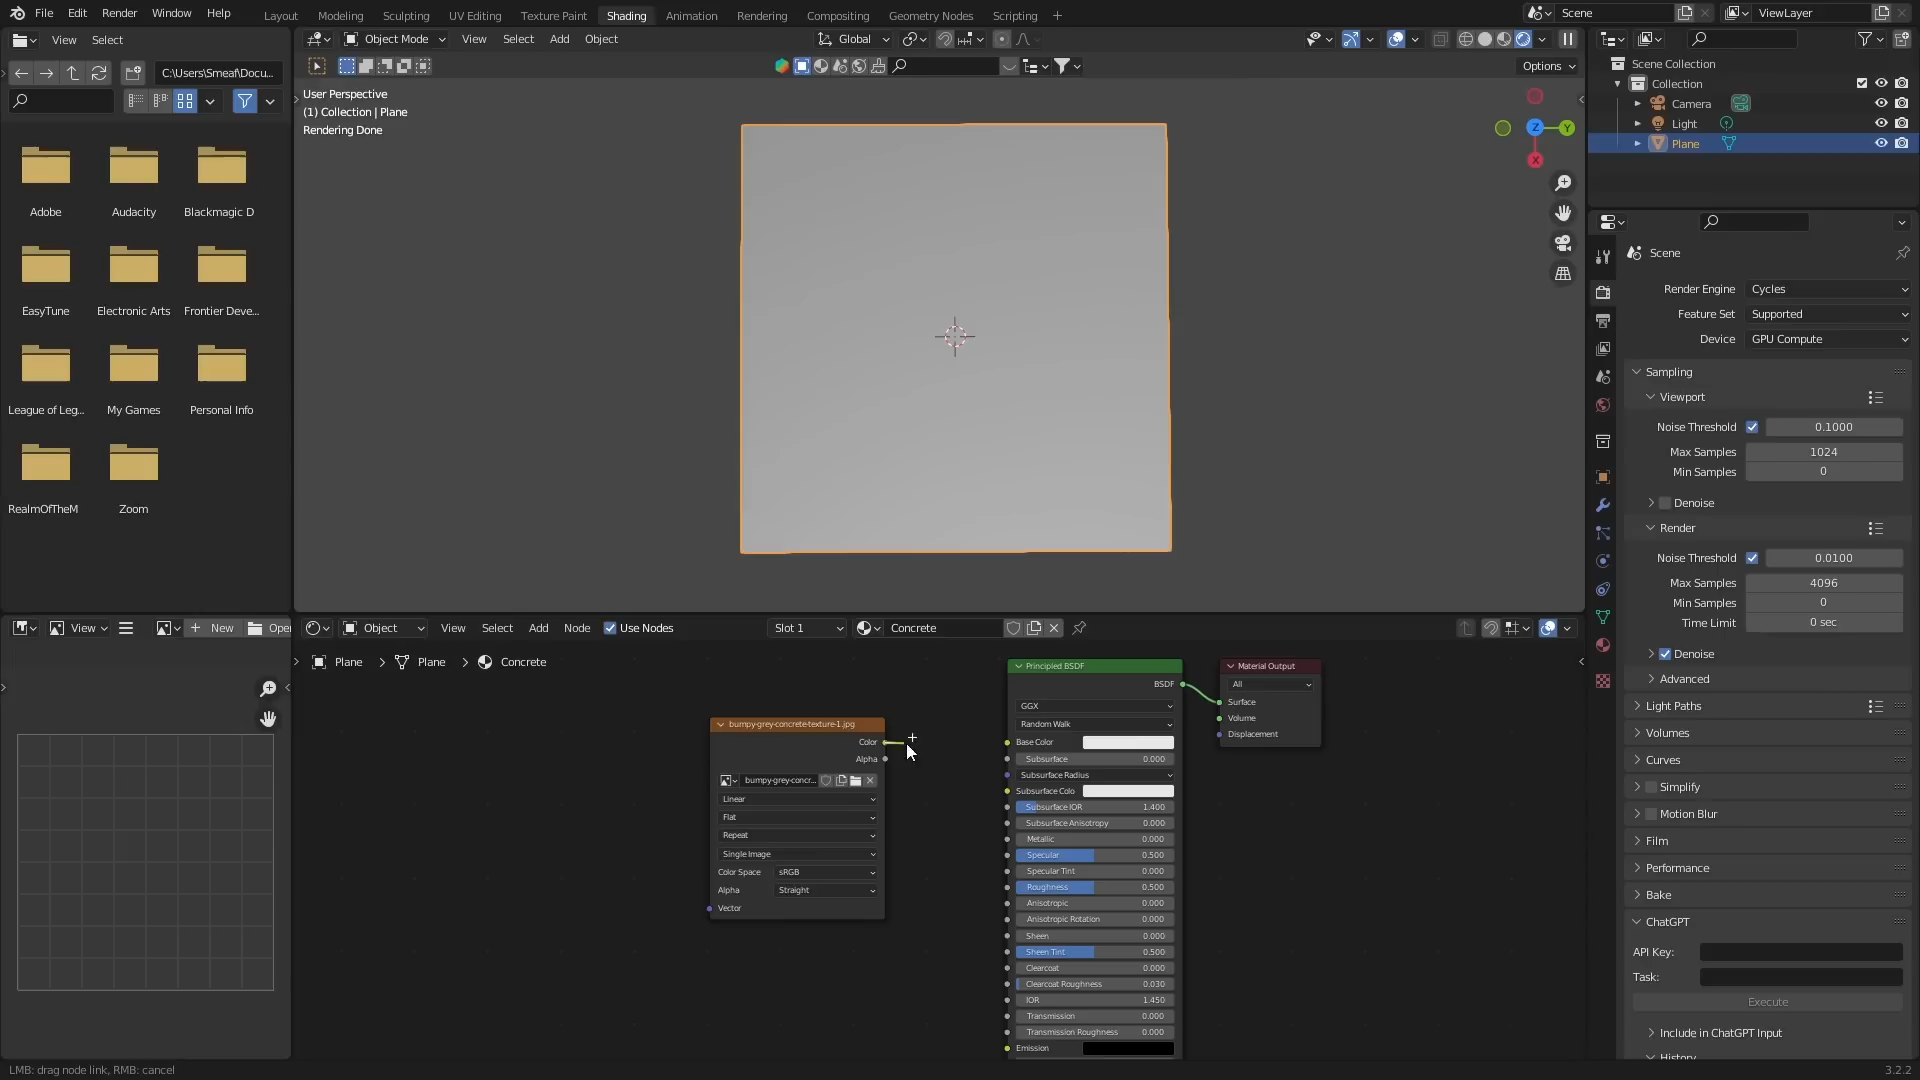 File Edit Render Window Help
Layout Modeling Sculpting UV Editing Texture Paint Shading Animation Rendering Compositing Geometry Nodes Scripting
Scene
ViewLayer
View Select
Object Mode View Select Add Object
Global
C:\Users\Smeaf\Docu...
Options
User Perspective
(1) Collection | Plane
Rendering Done
X
Y
Z
Adobe
Audacity
Blackmagic D
EasyTune
Electronic Arts
Frontier Deve...
League of Leg...
My Games
Personal Info
RealmOfTheM
Zoom
Scene Collection
Collection
Camera
Light
Plane
Scene
Render Engine Cycles
Feature Set Supported
Device GPU Compute
Sampling
Viewport
Noise Threshold 0.1000
Max Samples 1024
Min Samples 0
Denoise
Render
Noise Threshold 0.0100
Max Samples 4096
Min Samples 0
Time Limit 0 sec
Denoise
Advanced
Light Paths
Volumes
Curves
Simplify
Motion Blur
Film
Performance
Bake
ChatGPT
API Key:
Task:
Execute
Include in ChatGPT Input
History
View New Open
Object View Select Add Node Use Nodes Slot 1 Concrete
Plane Plane Concrete
bumpy-grey-concrete-texture-1.jpg
Color
Alpha
bumpy-grey-concr...
Linear
Flat
Repeat
Single Image
Color Space sRGB
Alpha Straight
Vector
Principled BSDF
BSDF
GGX
Random Walk
Base Color
Subsurface 0.000
Subsurface Radius
Subsurface Colo
Subsurface IOR 1.400
Subsurface Anisotropy 0.000
Metallic 0.000
Specular 0.500
Specular Tint 0.000
Roughness 0.500
Anisotropic 0.000
Anisotropic Rotation 0.000
Sheen 0.000
Sheen Tint 0.500
Clearcoat 0.000
Clearcoat Roughness 0.030
IOR 1.450
Transmission 0.000
Transmission Roughness 0.000
Emission
Material Output
All
Surface
Volume
Displacement
LMB: drag node link, RMB: cancel
3.2.2